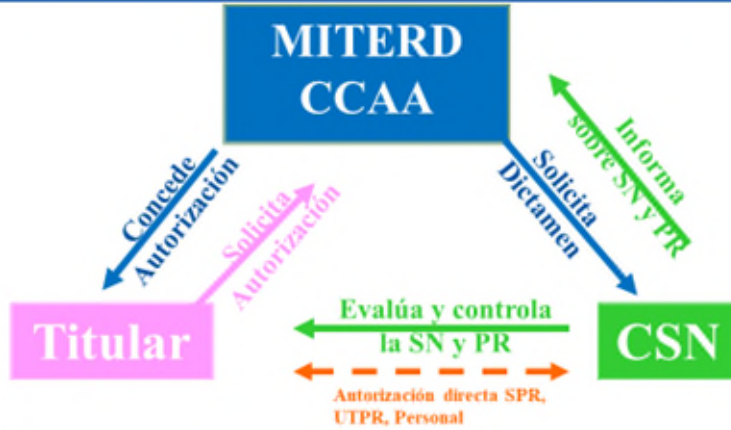 MITERD
CCAA
Concede
Autorización
Solicita
Autorización
Solicita
Dictamen
Informa
sobre SN y PR
Titular
Evalúa y controla
la SN y PR
CSN
Autorización directa SPR,
UTPR, Personal